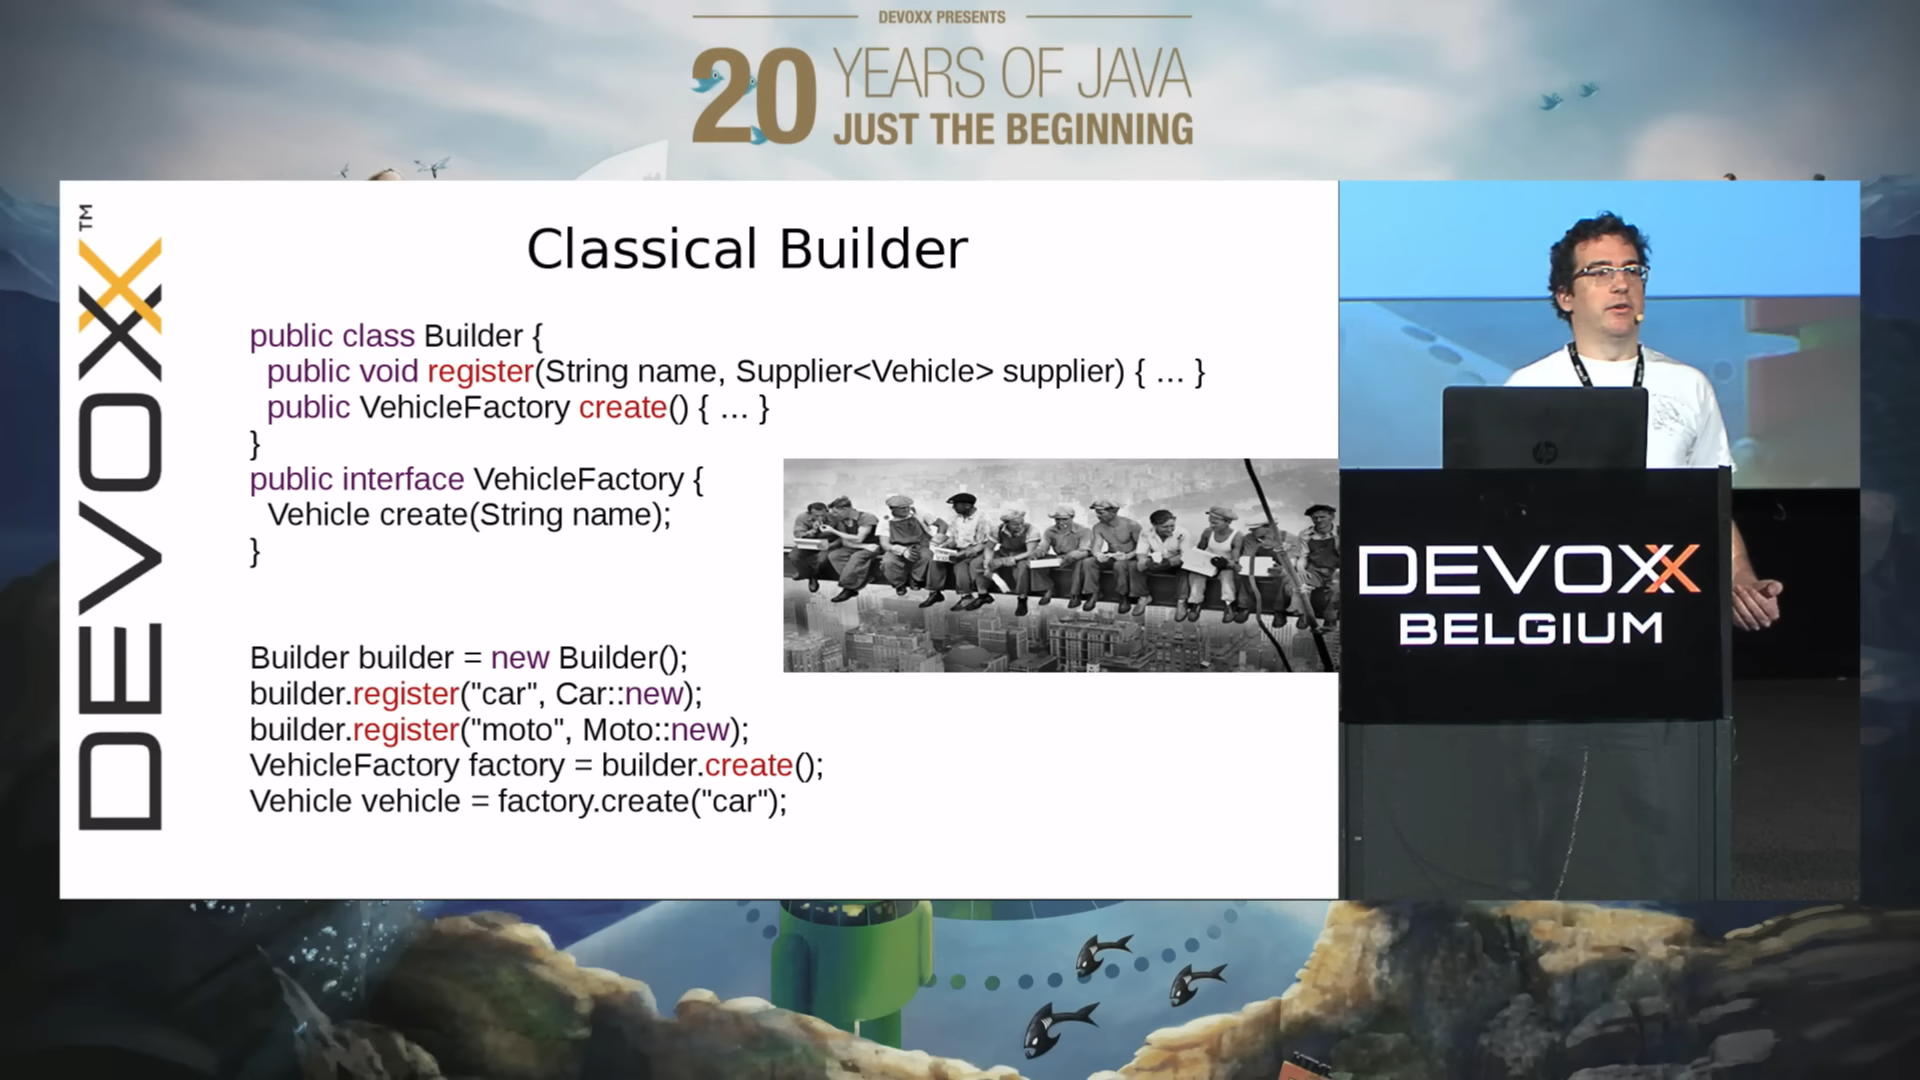 DEVOXX PRESENTS
20 YEARS OF JAVA
JUST THE BEGINNING
DEVOXX™
Classical Builder
public class Builder {
public void register(String name, Supplier<Vehicle> supplier) { … }
public VehicleFactory create() { … }
}
public interface VehicleFactory {
Vehicle create(String name);
}
Builder builder = new Builder();
builder.register("car", Car::new);
builder.register("moto", Moto::new);
VehicleFactory factory = builder.create();
Vehicle vehicle = factory.create("car");
hp
DEVOXX
BELGIUM